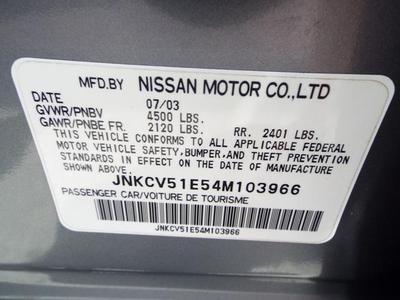 MFD.BY NISSAN MOTOR CO.,LTD
DATE 07/03
GVWR/PNBV 4500 LBS.
GAWR/PNBE FR. 2120 LBS. RR. 2401 LBS.
THIS VEHICLE CONFORMS TO ALL APPLICABLE FEDERAL
MOTOR VEHICLE SAFETY,BUMPER,AND THEFT PREVENTION
STANDARDS IN EFFECT ON THE DATE OF MANUFACTURE
SHOWN ABOVE.
JNKCV51E54M103966
PASSENGER CAR/VOITURE DE TOURISME
JNKCV51E54M103966